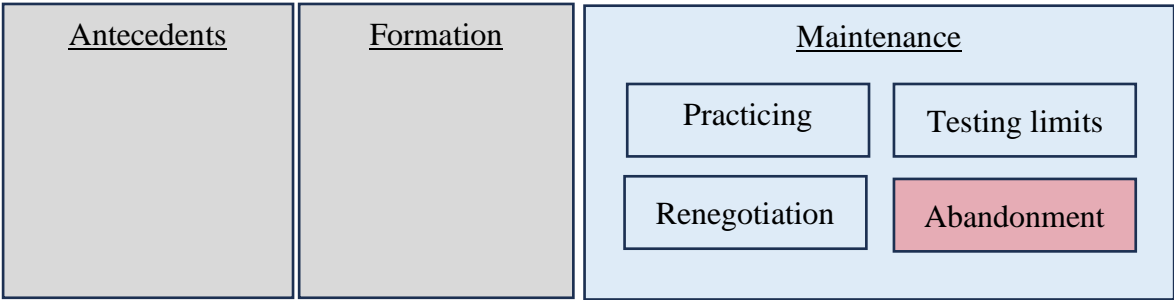 Antecedents
Formation
Maintenance
Practicing
Testing limits
Renegotiation
Abandonment